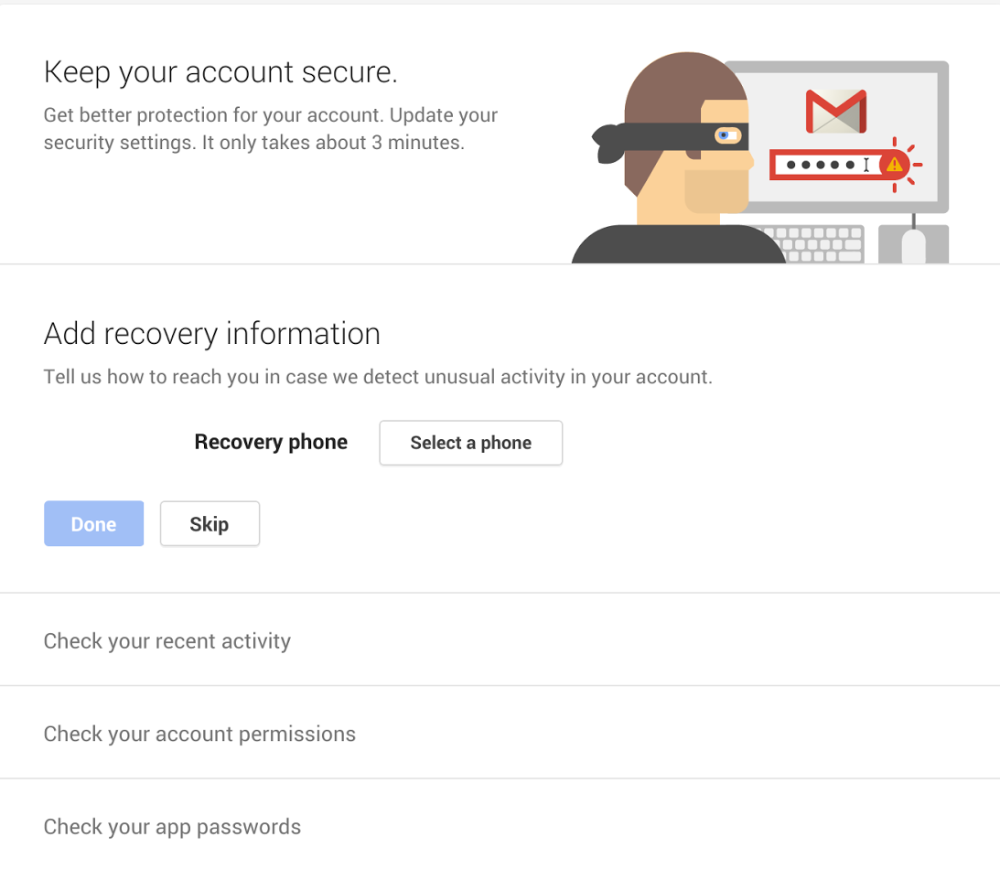 Keep your account secure.
Get better protection for your account. Update your
security settings. It only takes about 3 minutes.
Add recovery information
Tell us how to reach you in case we detect unusual activity in your account.
Recovery phone Select a phone
Done Skip
Check your recent activity
Check your account permissions
Check your app passwords